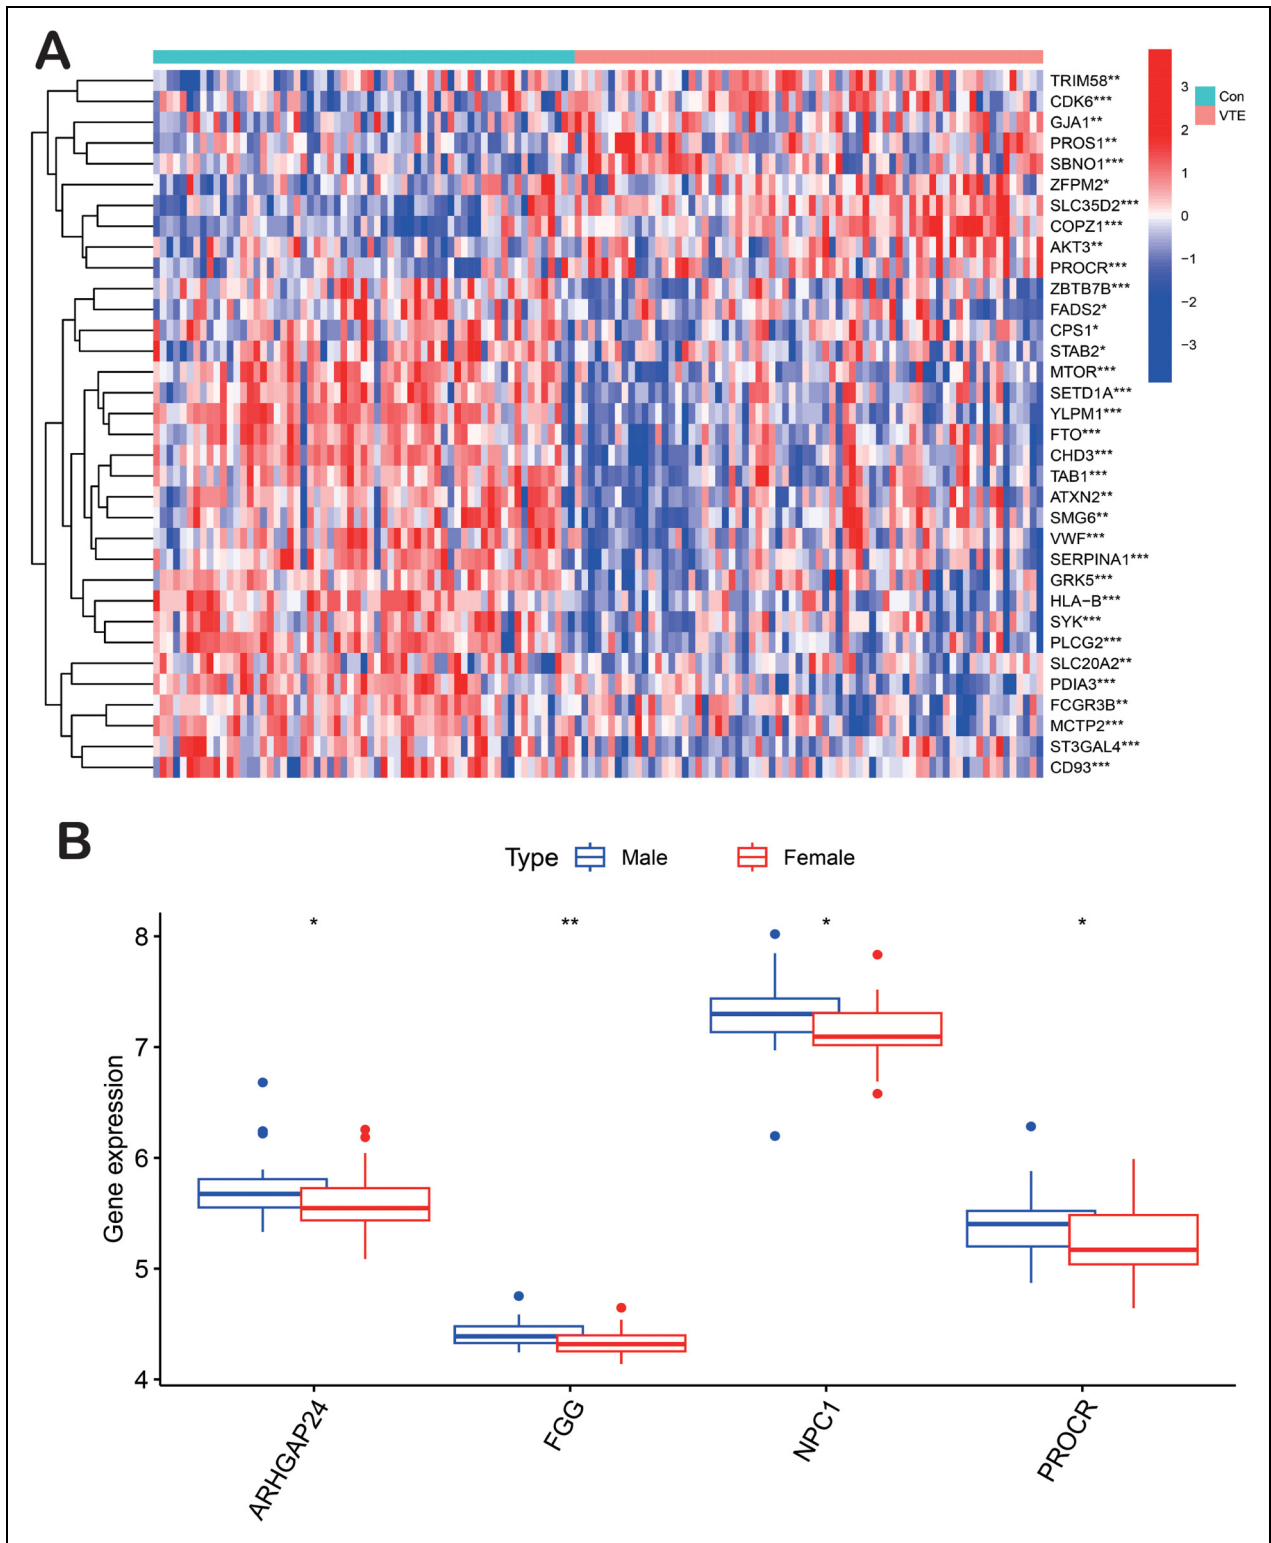 A
TRIM58**
CDK6***
GJA1**
PROS1**
SBNO1***
ZFPM2*
SLC35D2***
COPZ1***
AKT3**
PROCR***
ZBTB7B***
FADS2*
CPS1*
STAB2*
MTOR***
SETD1A***
YLPM1***
FTO***
CHD3***
TAB1***
ATXN2**
SMG6**
VWF***
SERPINA1***
GRK5***
HLA−B***
SYK***
PLCG2***
SLC20A2**
PDIA3***
FCGR3B**
MCTP2***
ST3GAL4***
CD93***
3
2
1
0
−1
−2
−3
Con
VTE
B
Type Male Female
* ** * *
Gene expression
8
7
6
5
4
ARHGAP24
FGG
NPC1
PROCR